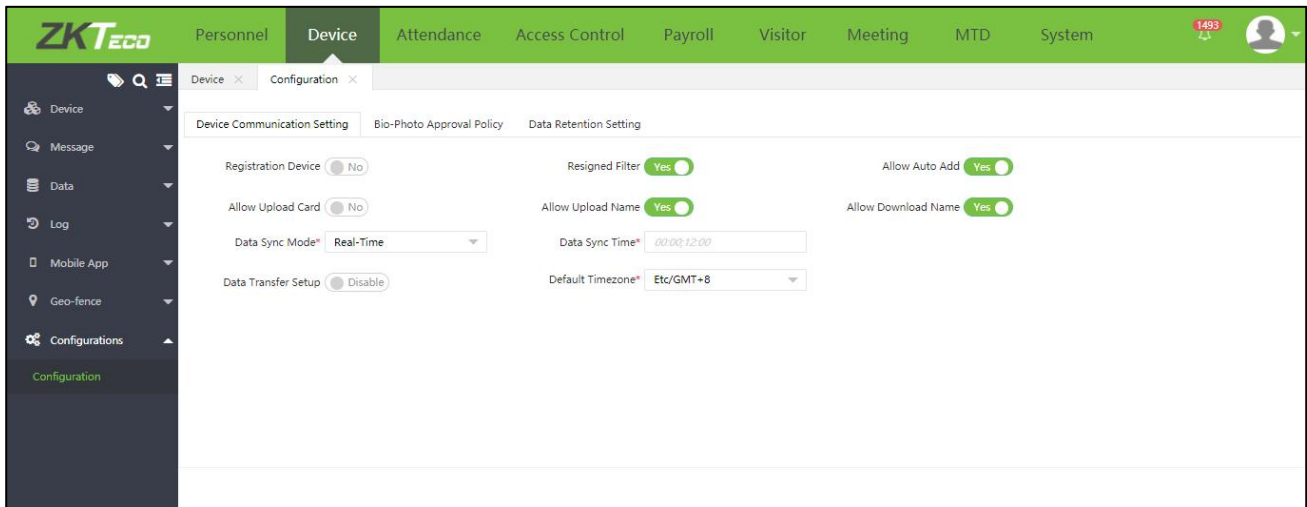 ZKTECO Personnel Device Attendance Access Control Payroll Visitor Meeting MTD System 1493
Device Configuration
Device
Message
Data
Log
Mobile App
Geo-fence
Configurations
Configuration
Device Communication Setting Bio-Photo Approval Policy Data Retention Setting
Registration Device No Resigned Filter Yes Allow Auto Add Yes
Allow Upload Card No Allow Upload Name Yes Allow Download Name Yes
Data Sync Mode* Real-Time Data Sync Time* 00:00;12:00
Data Transfer Setup Disable Default Timezone* Etc/GMT+8